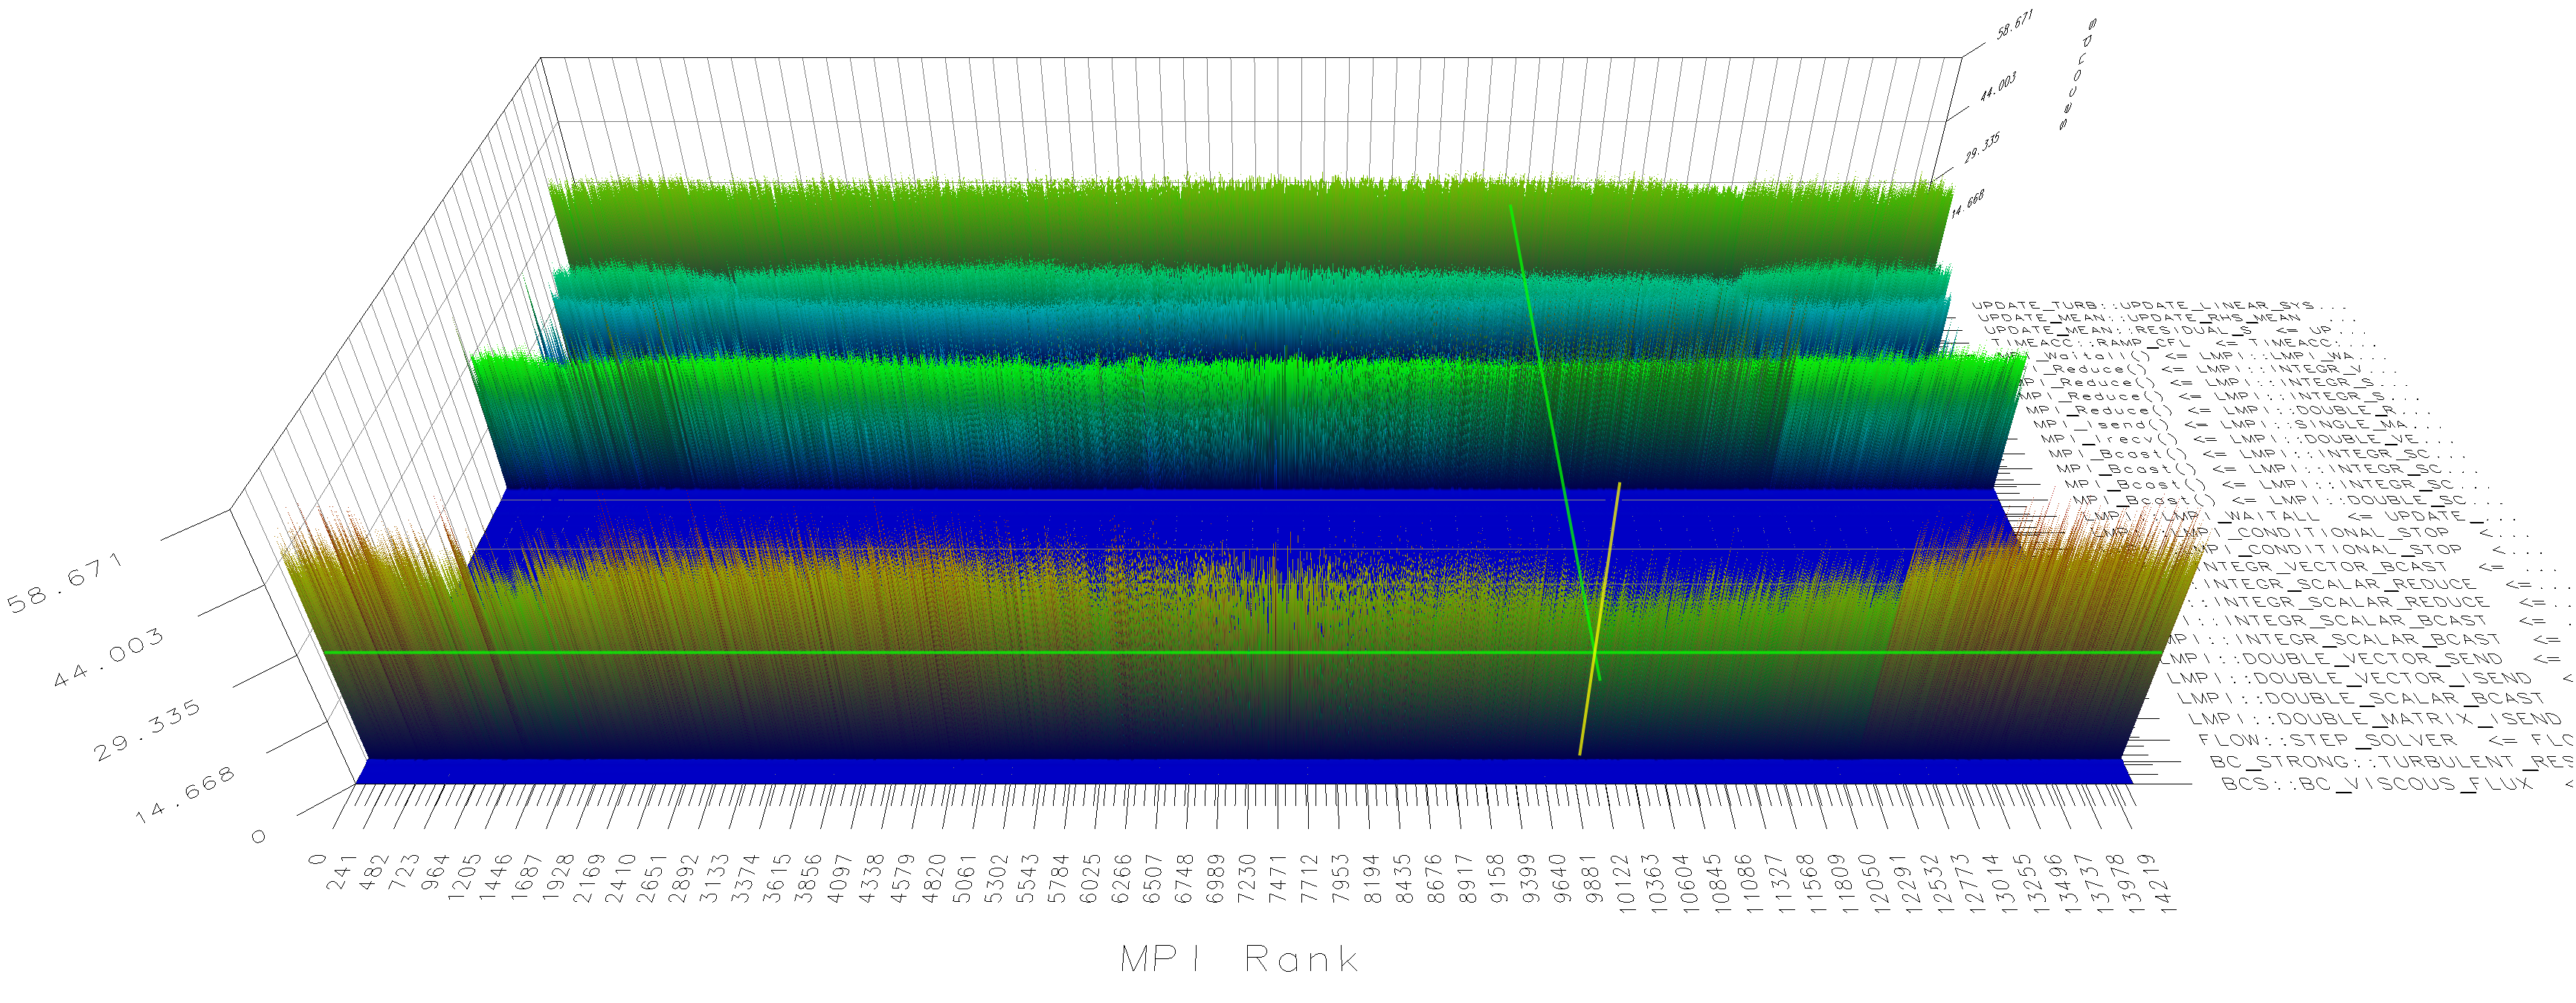 58.671
44.003
29.335
14.668
seconds
UPDATE_TURB::UPDATE_LINEAR_SYS...
UPDATE_MEAN::UPDATE_RHS_MEAN ...
UPDATE_MEAN::RESIDUAL_S <= UP...
TIMEACC::RAMP_CFL <= TIMEACC:...
MPI_Waitall() <= LMPI::LMPI_WA...
I_Reduce() <= LMPI::INTEGR_V...
MPI_Reduce() <= LMPI::INTEGR_S...
MPI_Reduce() <= LMPI::INTEGR_S...
MPI_Reduce() <= LMPI::DOUBLE_R...
MPI_Isend() <= LMPI::SINGLE_MA...
MPI_Irecv() <= LMPI::DOUBLE_VE...
MPI_Bcast() <= LMPI::INTEGR_SC...
MPI_Bcast() <= LMPI::INTEGR_SC...
MPI_Bcast() <= LMPI::INTEGR_SC...
MPI_Bcast() <= LMPI::DOUBLE_SC...
LMPI::LMPI_WAITALL <= UPDATE_...
LMPI_CONDITIONAL_STOP <...
MPI_CONDITIONAL_STOP <...
INTEGR_VECTOR_BCAST <= ...
:INTEGR_SCALAR_REDUCE <=...
::INTEGR_SCALAR_REDUCE <=...
I::INTEGR_SCALAR_BCAST <= .
MPI::INTEGR_SCALAR_BCAST <=
LMPI::DOUBLE_VECTOR_SEND <=
LMPI::DOUBLE_VECTOR_ISEND <
LMPI::DOUBLE_SCALAR_BCAST
LMPI::DOUBLE_MATRIX_ISEND
FLOW::STEP_SOLVER <= FLO
BC_STRONG::TURBULENT_RES
BCS::BC_VISCOUS_FLUX <
58.671
44.003
29.335
14.668
0
0
241
482
723
964
1205
1446
1687
1928
2169
2410
2651
2892
3133
3374
3615
3856
4097
4338
4579
4820
5061
5302
5543
5784
6025
6266
6507
6748
6989
7230
7471
7712
7953
8194
8435
8676
8917
9158
9399
9640
9881
10122
10363
10604
10845
11086
11327
11568
11809
12050
12291
12532
12773
13014
13255
13496
13737
13978
14219
MPI Rank